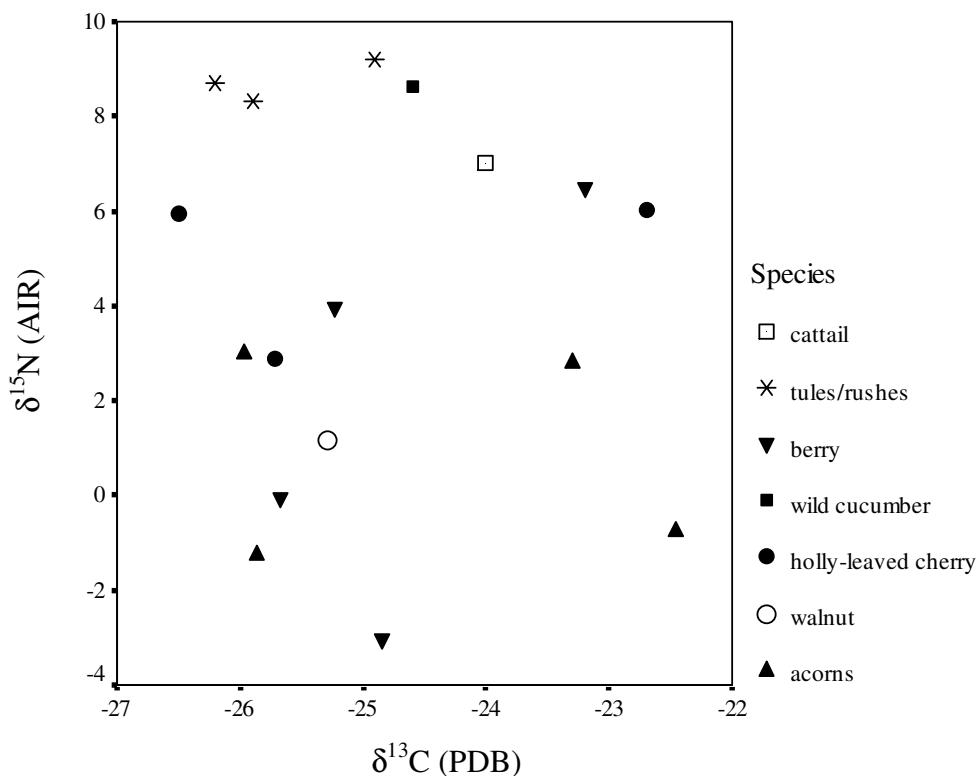 10
8
6
4
2
0
-2
-4
δ¹⁵N (AIR)
-27 -26 -25 -24 -23 -22
δ¹³C (PDB)
Species
cattail
tules/rushes
berry
wild cucumber
holly-leaved cherry
walnut
acorns